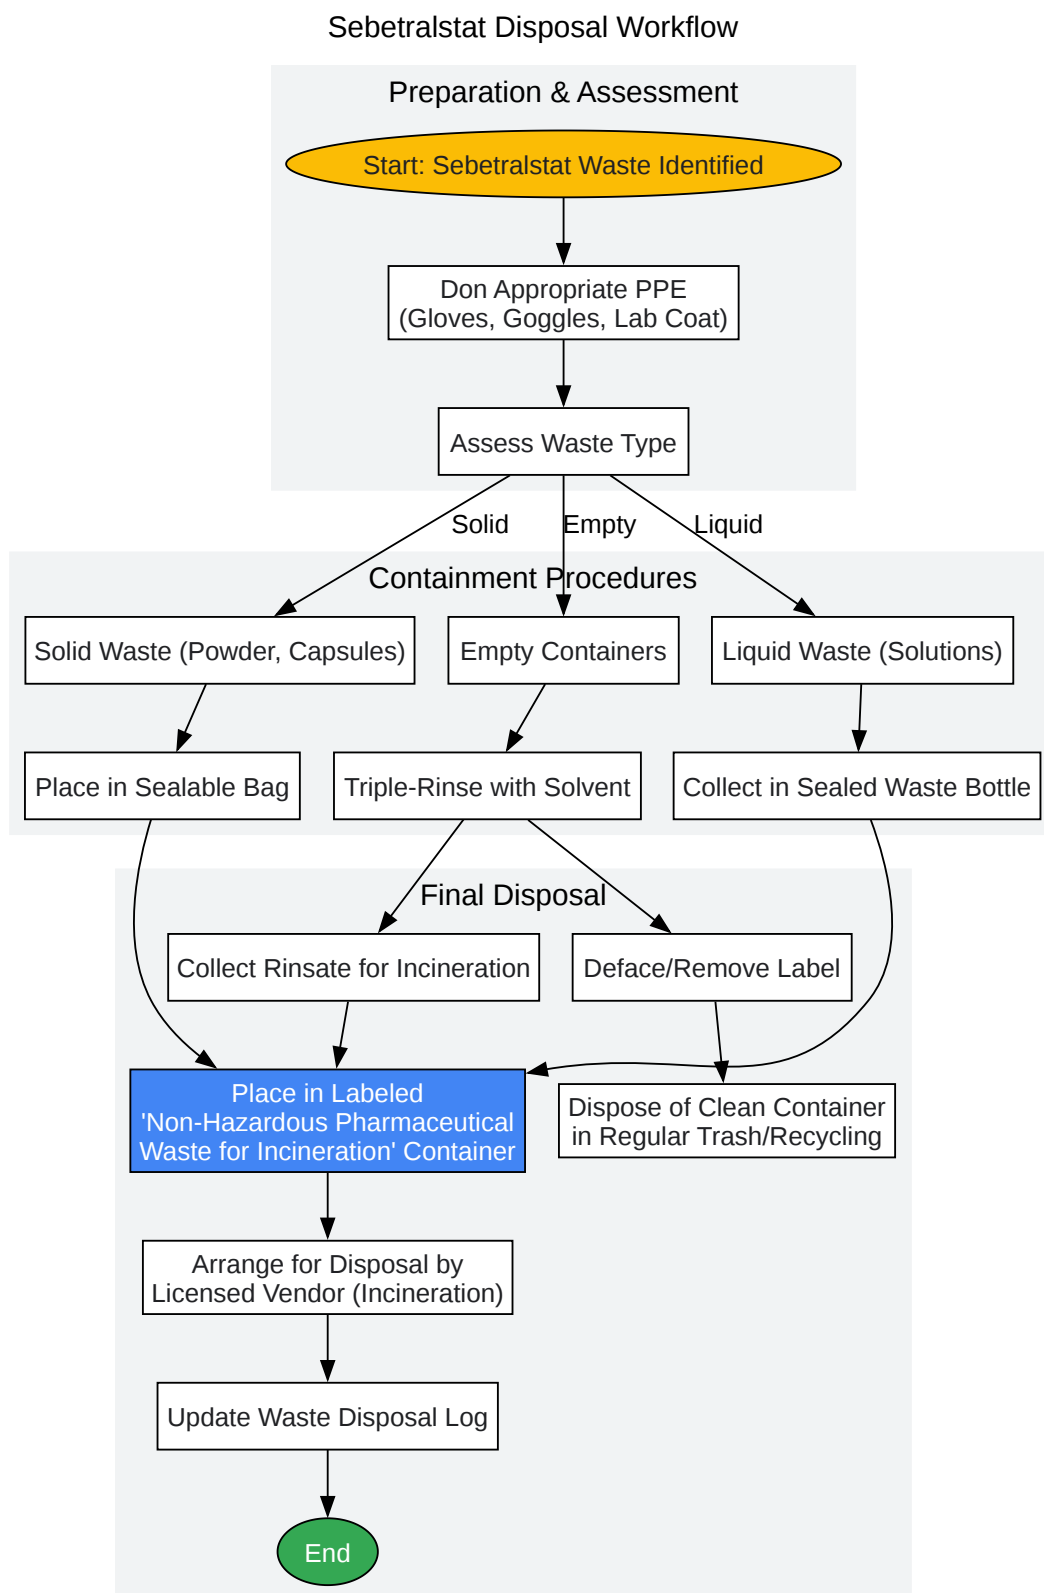 Sebetralstat Disposal Workflow
Preparation & Assessment
Start: Sebetralstat Waste Identified
Don Appropriate PPE
(Gloves, Goggles, Lab Coat)
Assess Waste Type
Solid
Empty
Liquid
Containment Procedures
Solid Waste (Powder, Capsules)
Empty Containers
Liquid Waste (Solutions)
Place in Sealable Bag
Triple-Rinse with Solvent
Collect in Sealed Waste Bottle
Final Disposal
Collect Rinsate for Incineration
Deface/Remove Label
Place in Labeled
'Non-Hazardous Pharmaceutical
Waste for Incineration' Container
Dispose of Clean Container
in Regular Trash/Recycling
Arrange for Disposal by
Licensed Vendor (Incineration)
Update Waste Disposal Log
End